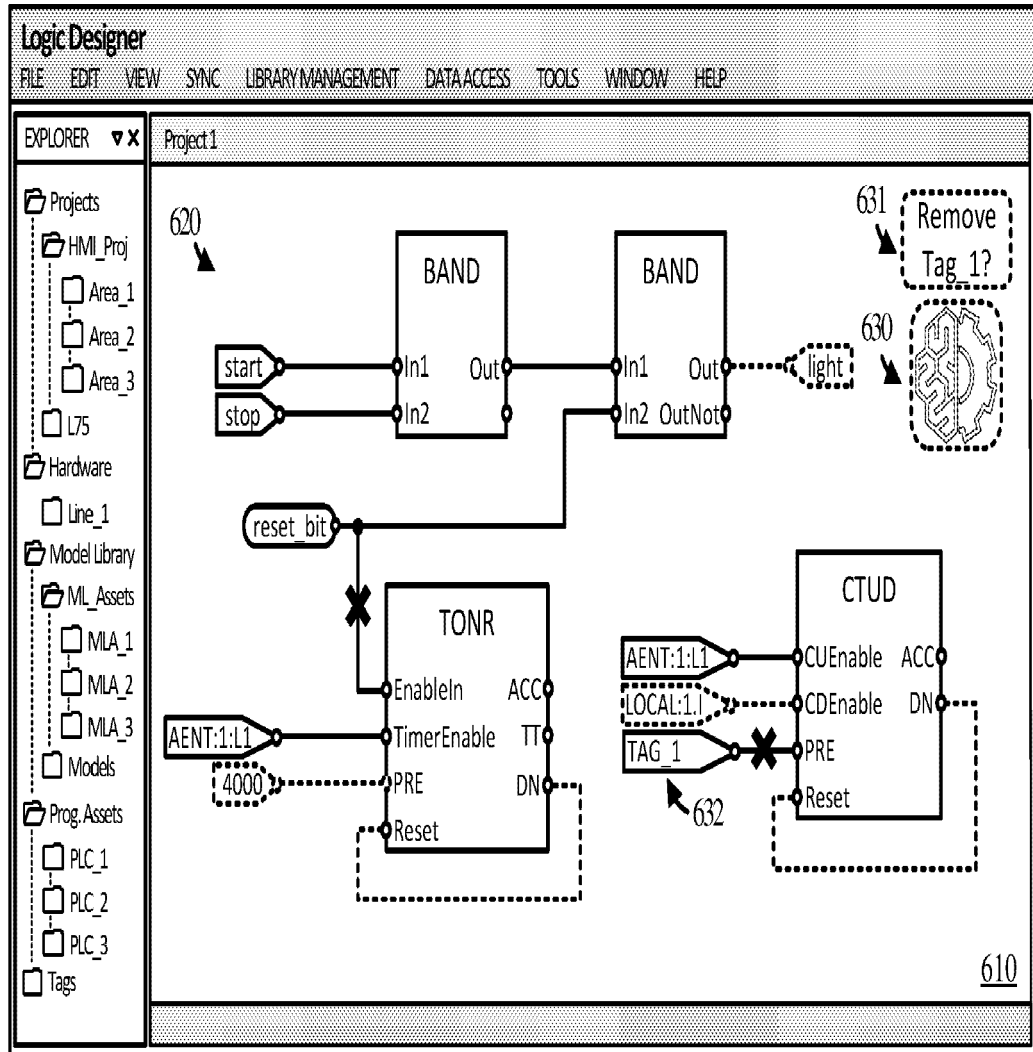 Logic Designer
FILE EDIT VIEW SYNC LIBRARY MANAGEMENT DATA ACCESS TOOLS WINDOW HELP
EXPLORER
Projects
HMI_Proj
Area_1
Area_2
Area_3
L75
Hardware
Line_1
Model Library
ML_Assets
MLA_1
MLA_2
MLA_3
Models
Prog. Assets
PLC_1
PLC_2
PLC_3
Tags
Project 1
620
BAND
start
stop
In1
In2
Out
BAND
In1
In2
Out
OutNot
light
631
Remove
Tag_1?
630
reset_bit
TONR
EnableIn
ACC
AENT:1:L1
TimerEnable
TT
4000
PRE
DN
Reset
CTUD
AENT:1:L1
CUEnable
ACC
LOCAL:1.I
CDEnable
DN
TAG_1
PRE
632
Reset
610